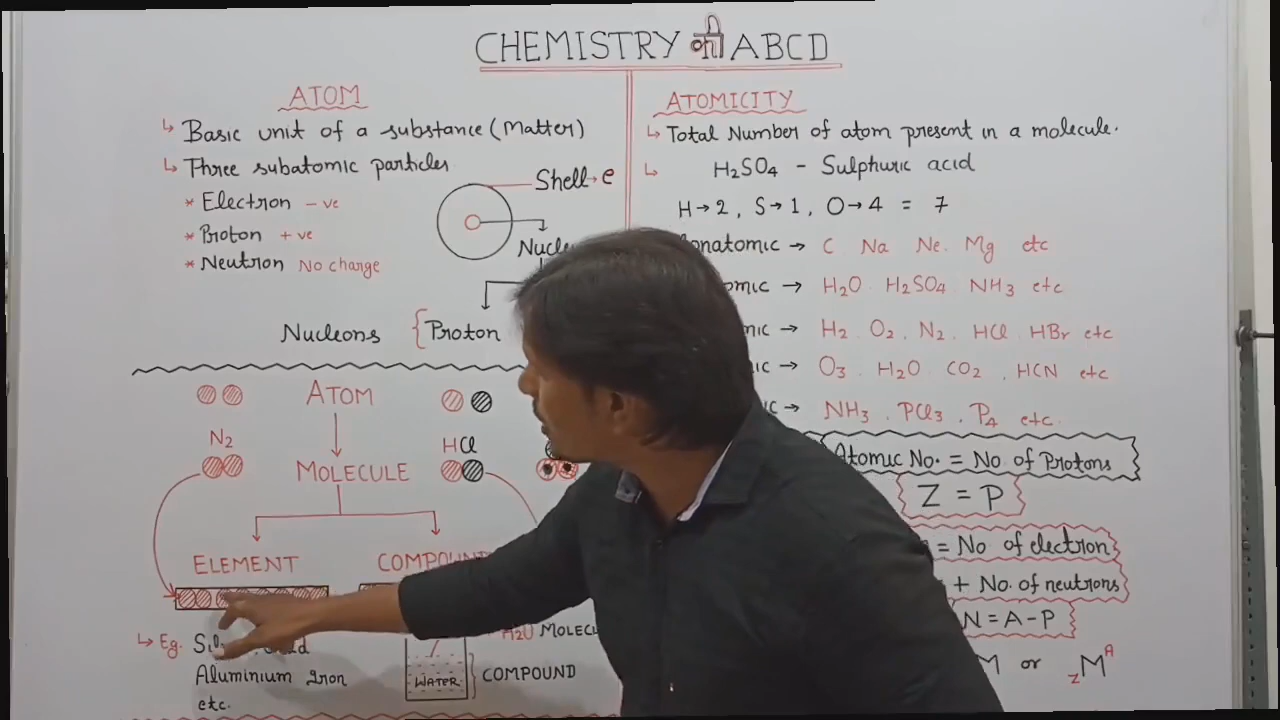 CHEMISTRY की ABCD
ATOM
↳ Basic unit of a substance (Matter)
↳ Three subatomic particles
* Electron - ve
* Proton + ve
* Neutron No charge
Shell → e
Nucleons { Proton
ATOM
N₂
HCl
MOLECULE
ELEMENT
COMPOUND
↳ Eg.
Aluminium Iron
etc.
H₂O
WATER
COMPOUND
ATOMICITY
↳ Total Number of atom present in a molecule.
↳ H₂SO₄ - Sulphuric acid
H → 2 , S → 1 , O → 4 = 7
→ C Na Ne. Mg etc
→ H₂O . H₂SO₄ NH₃ etc
→ H₂ . O₂ . N₂ . HCl . HBr etc
→ O₃ . H₂O CO₂ . HCN etc
→ NH₃ . PCl₃ . P₄ etc.
Atomic No. = No. of Protons
Z = P
= No of electron
+ No. of neutrons
N = A - P
M or zMᴬ